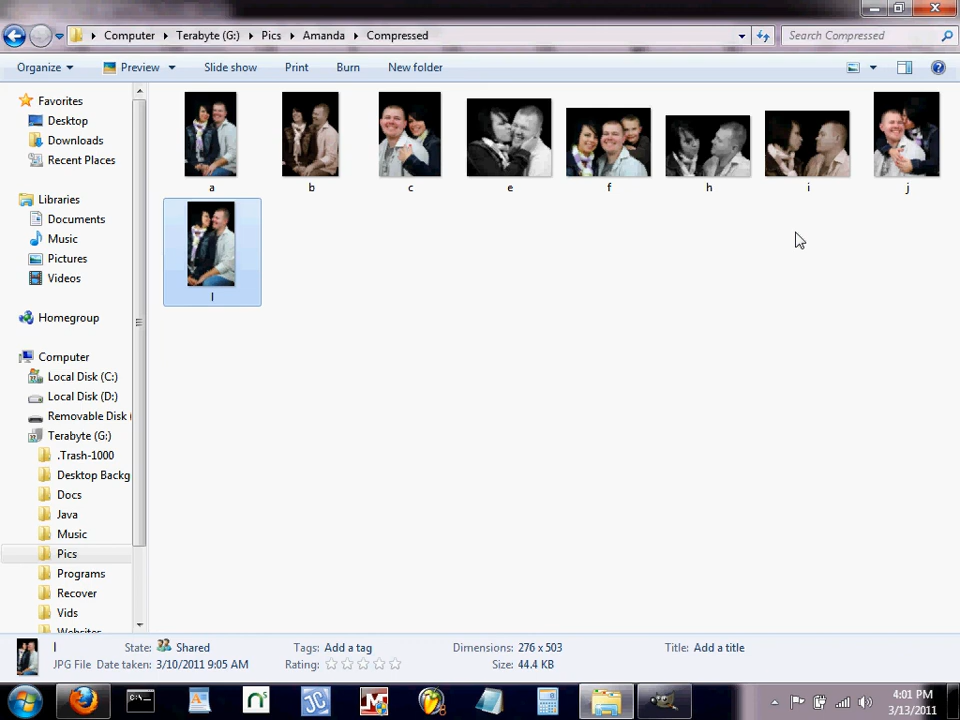 Computer
Terabyte (G:)
Pics
Amanda
Compressed
Search Compressed
Organize
Preview
Slide show
Print
Burn
New folder
Favorites
Desktop
Downloads
Recent Places
Libraries
Documents
Music
Pictures
Videos
Homegroup
Computer
Local Disk (C:)
Local Disk (D:)
Removable Disk (
Terabyte (G:)
.Trash-1000
Desktop Backg
Docs
Java
Music
Pics
Programs
Recover
Vids
Websites
a
b
c
e
f
h
i
j
l
l
State: Shared
Tags: Add a tag
Dimensions: 276 x 503
Title: Add a title
JPG File
Date taken: 3/10/2011 9:05 AM
Rating:
Size: 44.4 KB
4:01 PM
3/13/2011